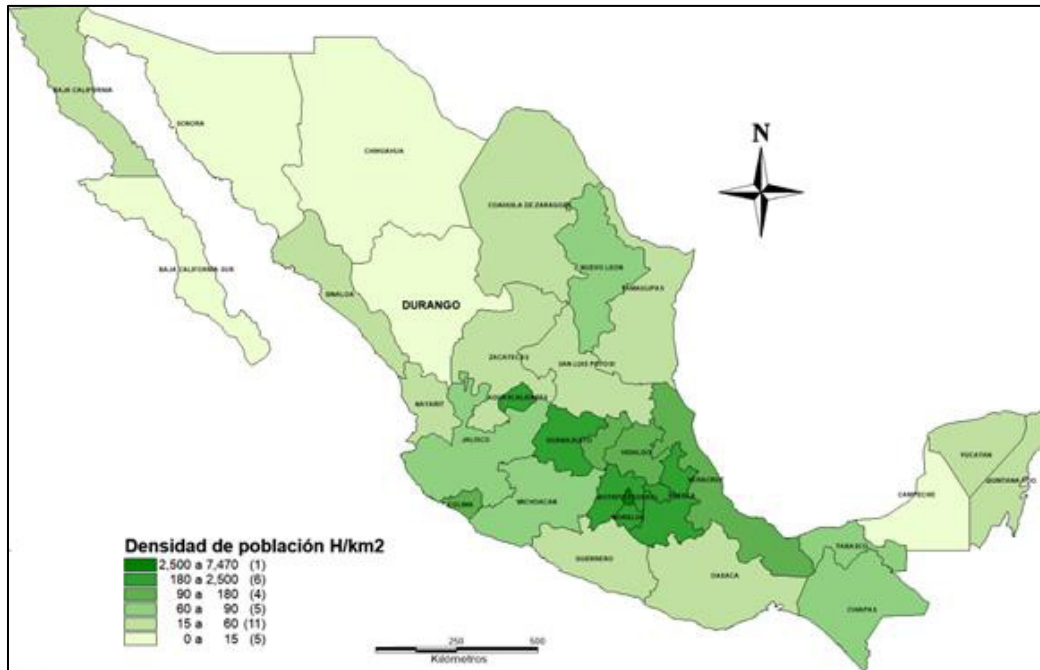 N
BAJA CALIFORNIA
SONORA
CHIHUAHUA
COAHUILA DE ZARAGOZA
NUEVO LEON
TAMAULIPAS
BAJA CALIFORNIA SUR
SINALOA
DURANGO
ZACATECAS
SAN LUIS POTOSI
NAYARIT
AGUASCALIENTES
JALISCO
GUANAJUATO
HIDALGO
VERACRUZ
YUCATAN
QUINTANA ROO
CAMPECHE
COLIMA
MICHOACAN
DISTRITO FEDERAL
PUEBLA
MORELOS
TABASCO
GUERRERO
OAXACA
CHIAPAS
Densidad de población H/km2
2,500 a 7,470 (1)
180 a 2,500 (6)
90 a 180 (4)
60 a 90 (5)
15 a 60 (11)
0 a 15 (5)
250 500
Kilómetros